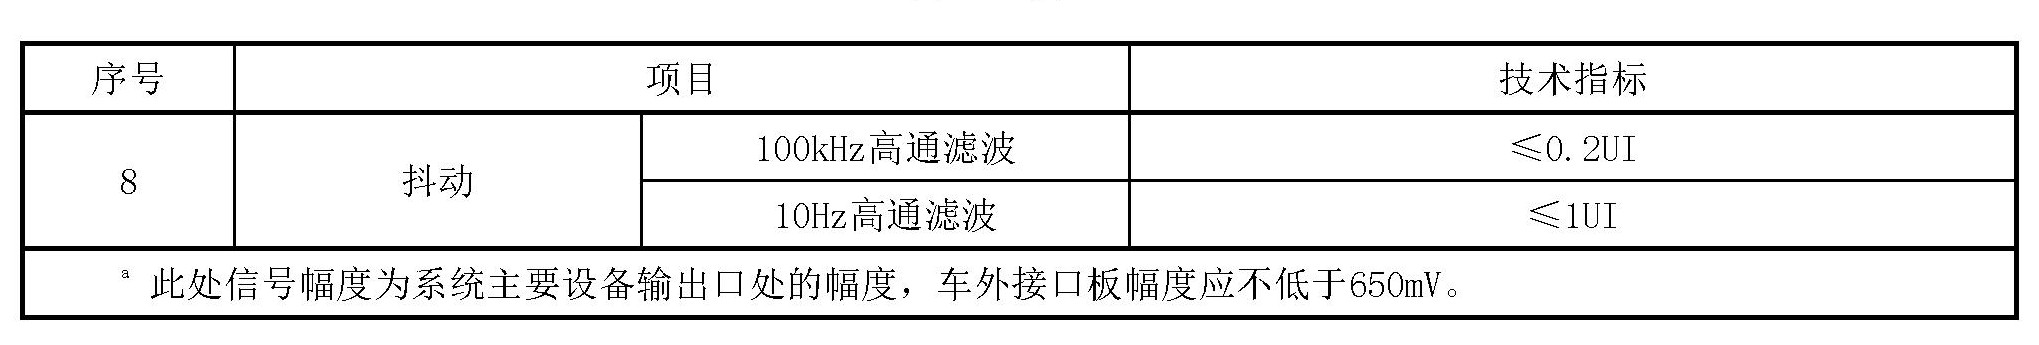 序号 项目 技术指标
8 抖动 100kHz高通滤波 ≤0.2UI
10Hz高通滤波 ≤1UI
a 此处信号幅度为系统主要设备输出口处的幅度，车外接口板幅度应不低于650mV。